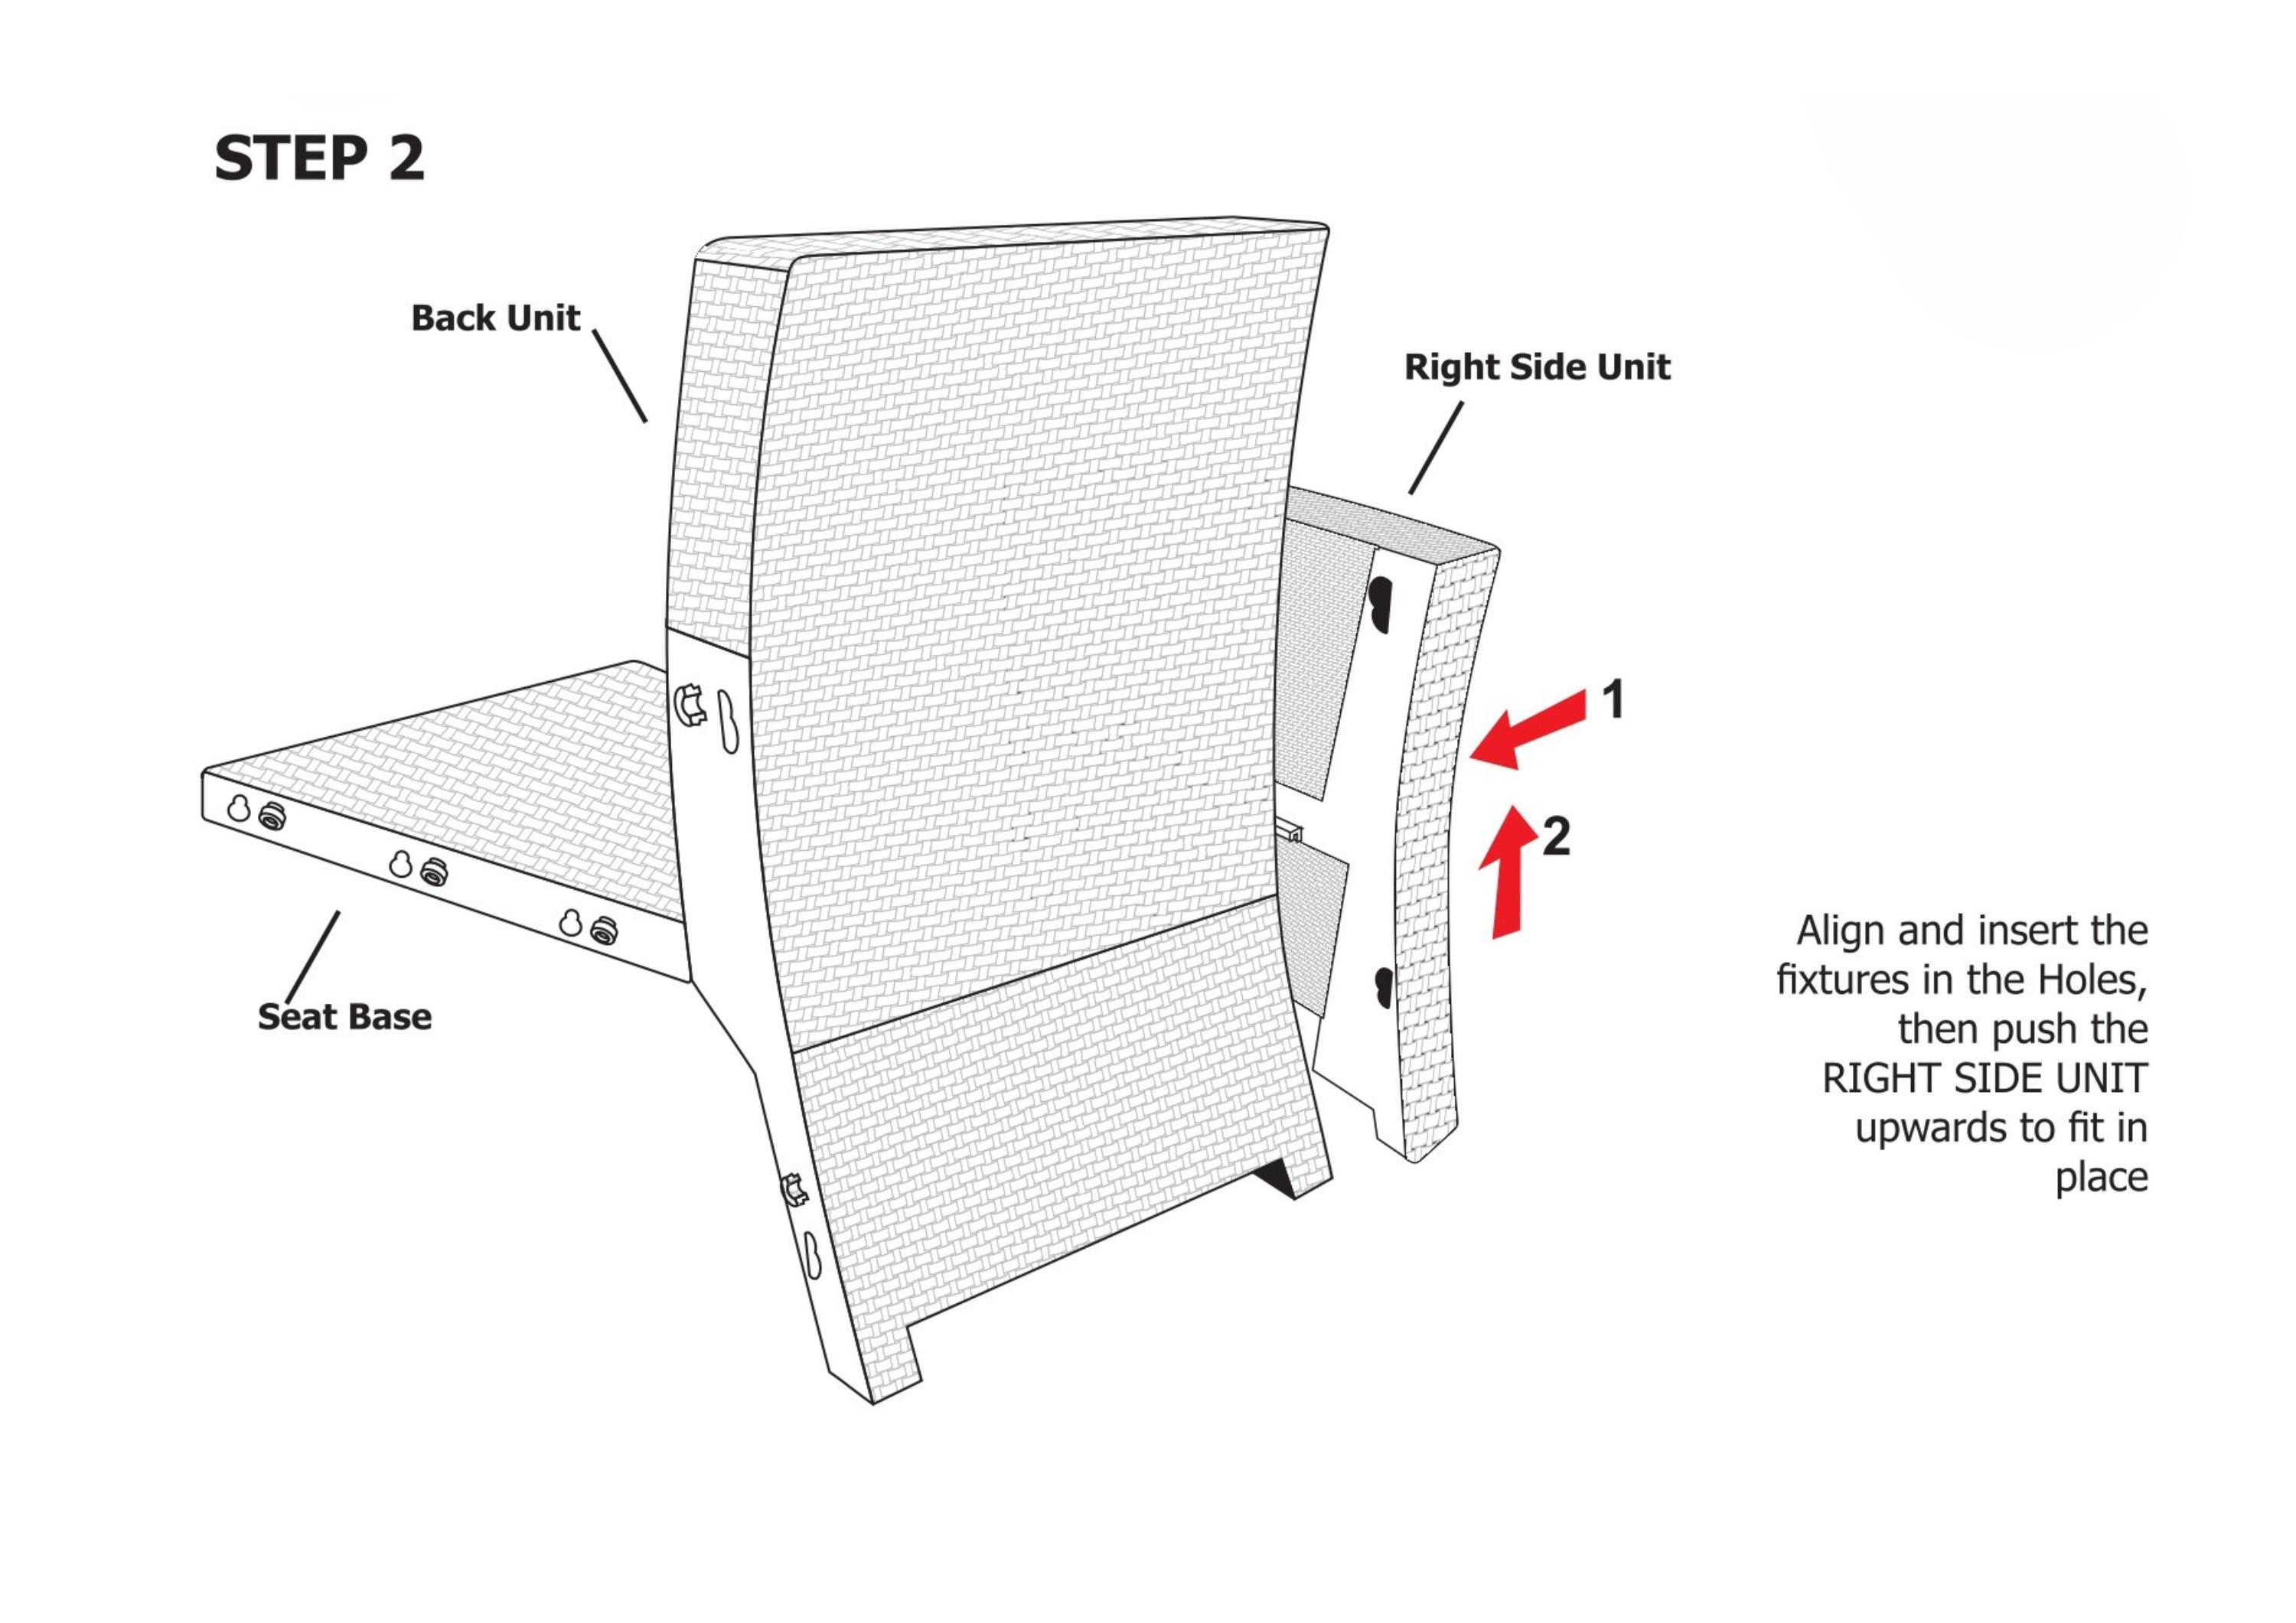 STEP 2
Back Unit
Right Side Unit
1
2
Seat Base
Align and insert the
fixtures in the Holes,
then push the
RIGHT SIDE UNIT
upwards to fit in
place